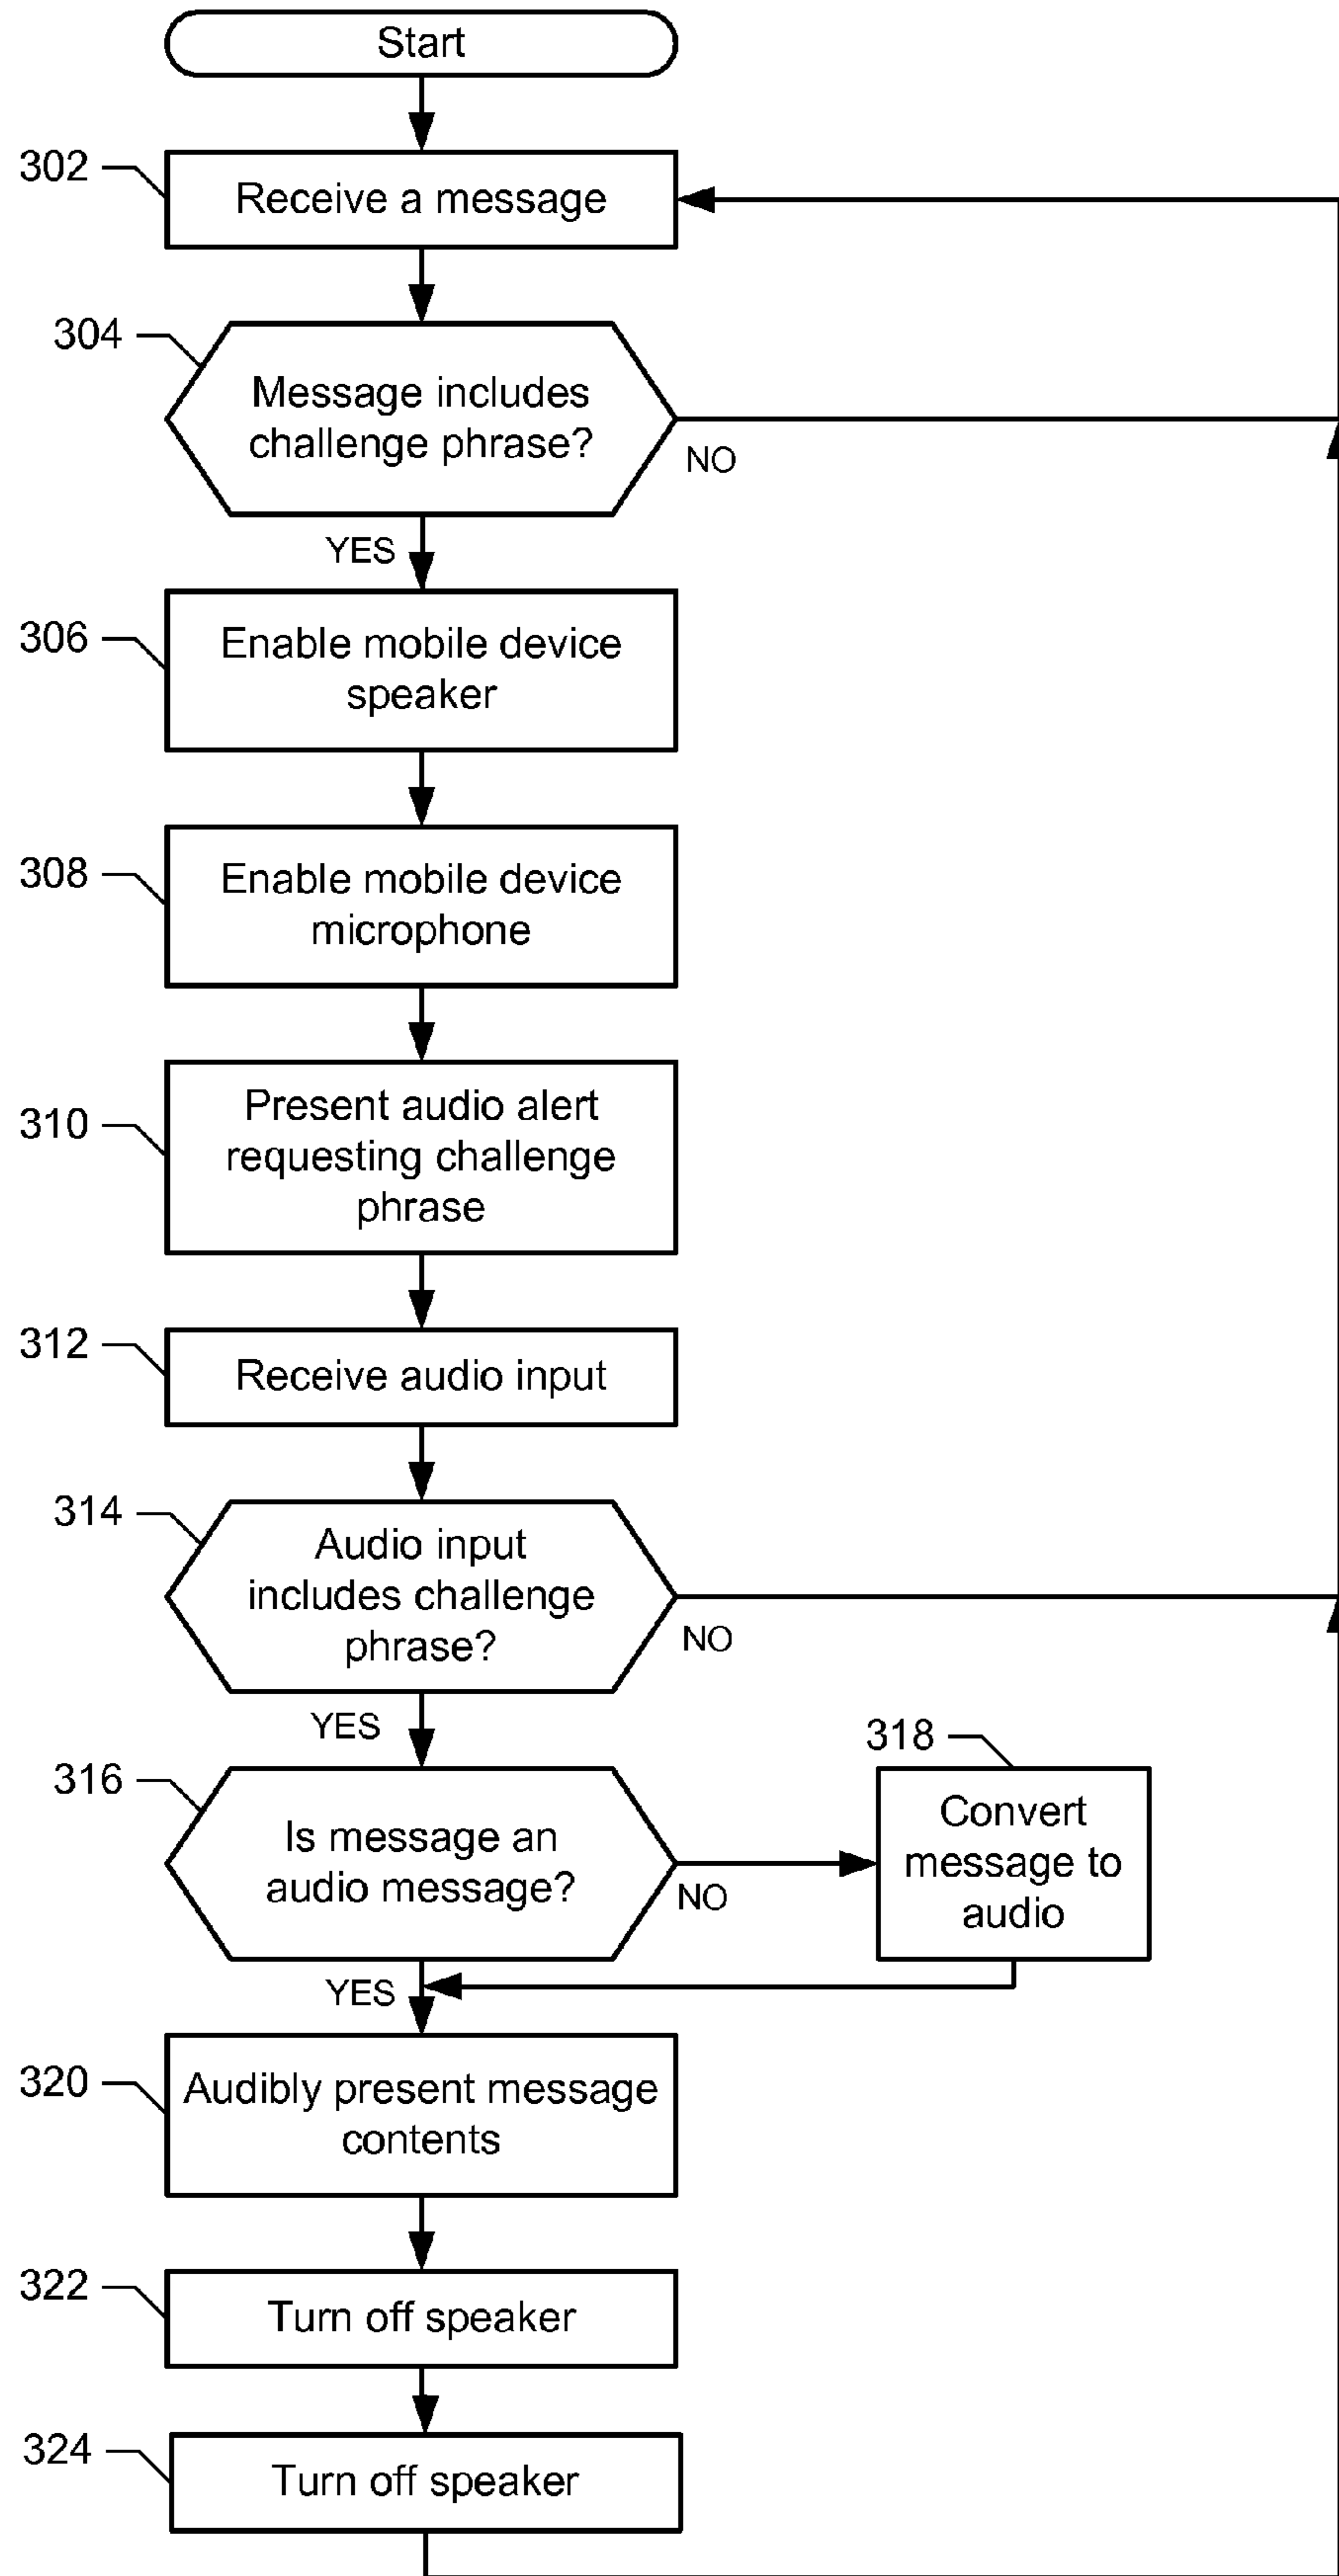 Start
302
Receive a message
304
Message includes
challenge phrase?
NO
YES
306
Enable mobile device
speaker
308
Enable mobile device
microphone
310
Present audio alert
requesting challenge
phrase
312
Receive audio input
314
Audio input
includes challenge
phrase?
NO
YES
316
Is message an
audio message?
NO
318
Convert
message to
audio
YES
320
Audibly present message
contents
322
Turn off speaker
324
Turn off speaker